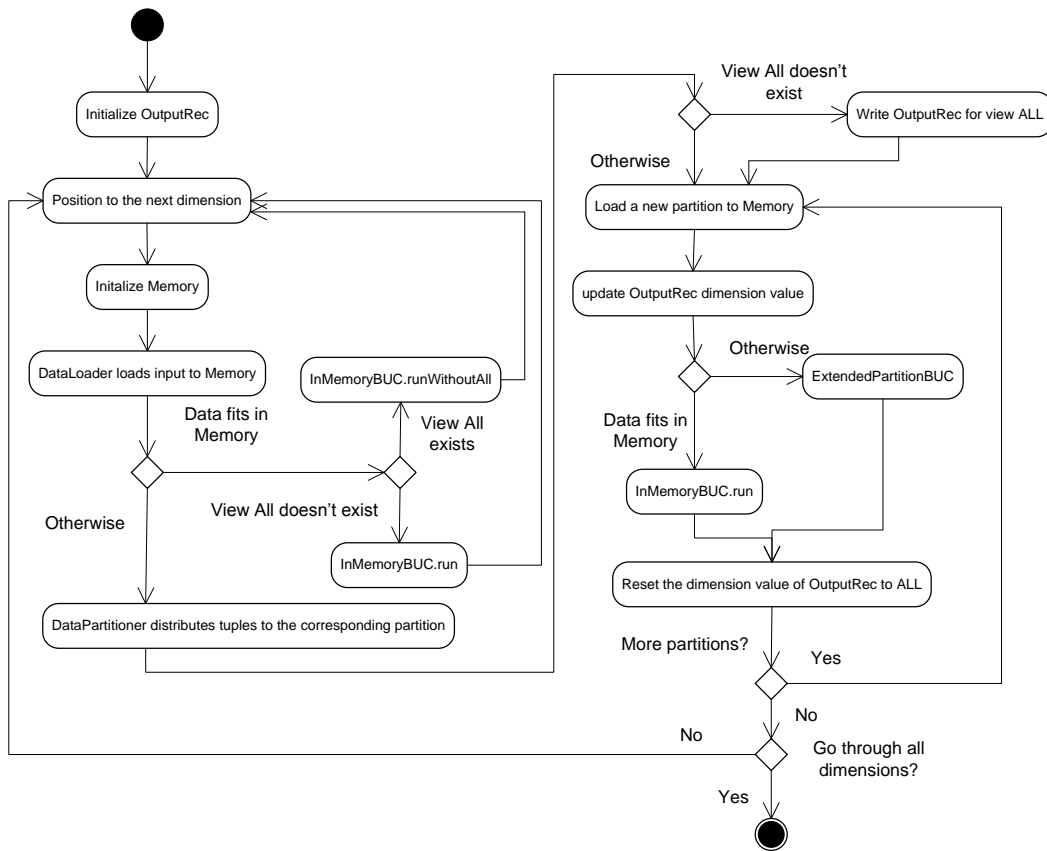 Initialize OutputRec
Position to the next dimension
Initalize Memory
DataLoader loads input to Memory
Data fits in
Memory
InMemoryBUC.runWithoutAll
View All
exists
Otherwise
View All doesn't exist
InMemoryBUC.run
DataPartitioner distributes tuples to the corresponding partition
View All doesn't
exist
Write OutputRec for view ALL
Otherwise
Load a new partition to Memory
update OutputRec dimension value
Otherwise
ExtendedPartitionBUC
Data fits in
Memory
InMemoryBUC.run
Reset the dimension value of OutputRec to ALL
More partitions?
Yes
No
No
Go through all
dimensions?
Yes